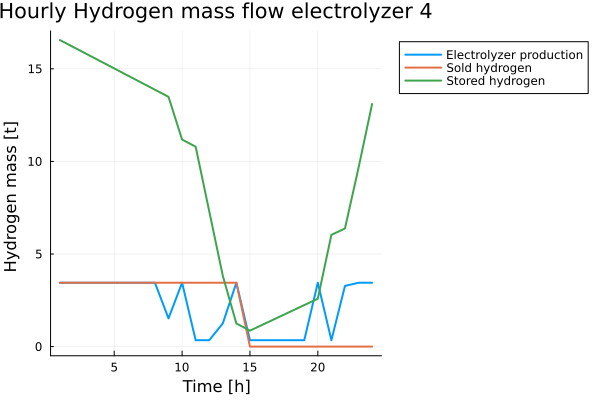 Hourly Hydrogen mass flow electrolyzer 4
Electrolyzer production
Sold hydrogen
Stored hydrogen
Hydrogen mass [t]
15
10
5
0
5 10 15 20
Time [h]